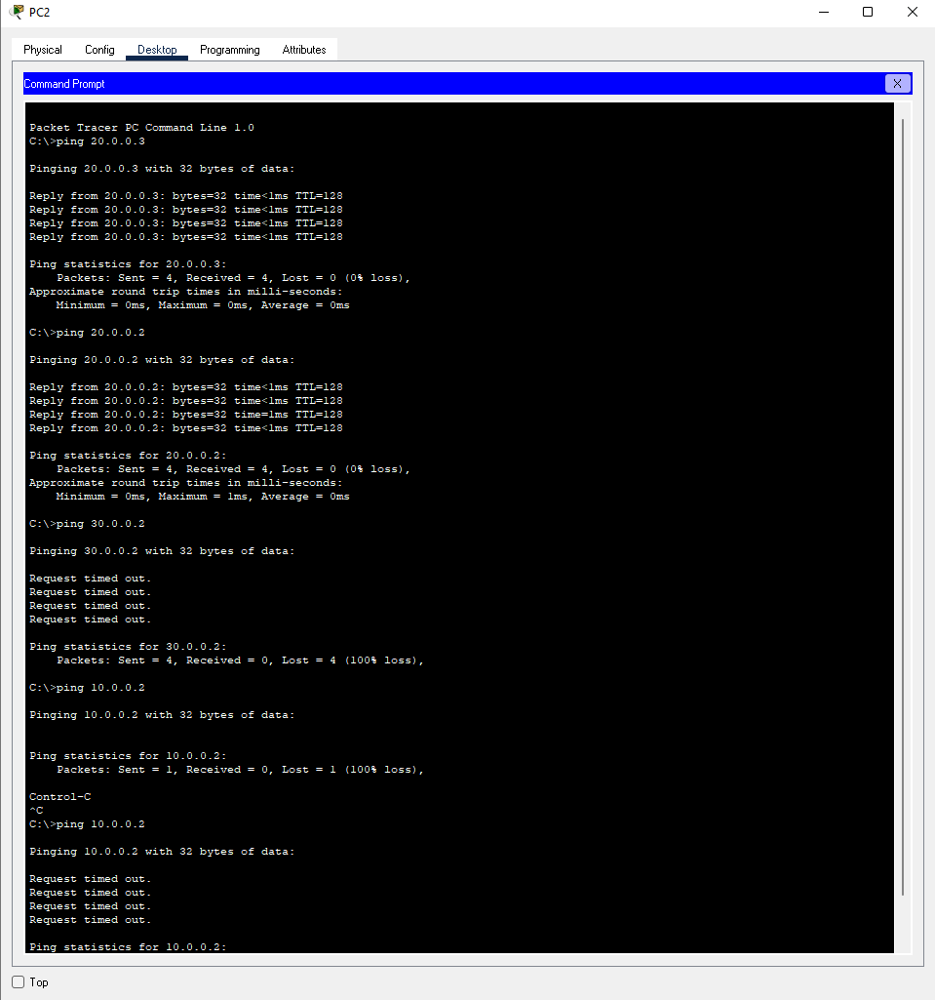 PC2
Physical Config Desktop Programming Attributes
Command Prompt
X
Packet Tracer PC Command Line 1.0
C:\>ping 20.0.0.3
Pinging 20.0.0.3 with 32 bytes of data:
Reply from 20.0.0.3: bytes=32 time<1ms TTL=128
Reply from 20.0.0.3: bytes=32 time<1ms TTL=128
Reply from 20.0.0.3: bytes=32 time<1ms TTL=128
Reply from 20.0.0.3: bytes=32 time<1ms TTL=128
Ping statistics for 20.0.0.3:
Packets: Sent = 4, Received = 4, Lost = 0 (0% loss),
Approximate round trip times in milli-seconds:
Minimum = 0ms, Maximum = 0ms, Average = 0ms
C:\>ping 20.0.0.2
Pinging 20.0.0.2 with 32 bytes of data:
Reply from 20.0.0.2: bytes=32 time<1ms TTL=128
Reply from 20.0.0.2: bytes=32 time<1ms TTL=128
Reply from 20.0.0.2: bytes=32 time=1ms TTL=128
Reply from 20.0.0.2: bytes=32 time<1ms TTL=128
Ping statistics for 20.0.0.2:
Packets: Sent = 4, Received = 4, Lost = 0 (0% loss),
Approximate round trip times in milli-seconds:
Minimum = 0ms, Maximum = 1ms, Average = 0ms
C:\>ping 30.0.0.2
Pinging 30.0.0.2 with 32 bytes of data:
Request timed out.
Request timed out.
Request timed out.
Request timed out.
Ping statistics for 30.0.0.2:
Packets: Sent = 4, Received = 0, Lost = 4 (100% loss),
C:\>ping 10.0.0.2
Pinging 10.0.0.2 with 32 bytes of data:
Ping statistics for 10.0.0.2:
Packets: Sent = 1, Received = 0, Lost = 1 (100% loss),
Control-C
^C
C:\>ping 10.0.0.2
Pinging 10.0.0.2 with 32 bytes of data:
Request timed out.
Request timed out.
Request timed out.
Request timed out.
Ping statistics for 10.0.0.2:
Top